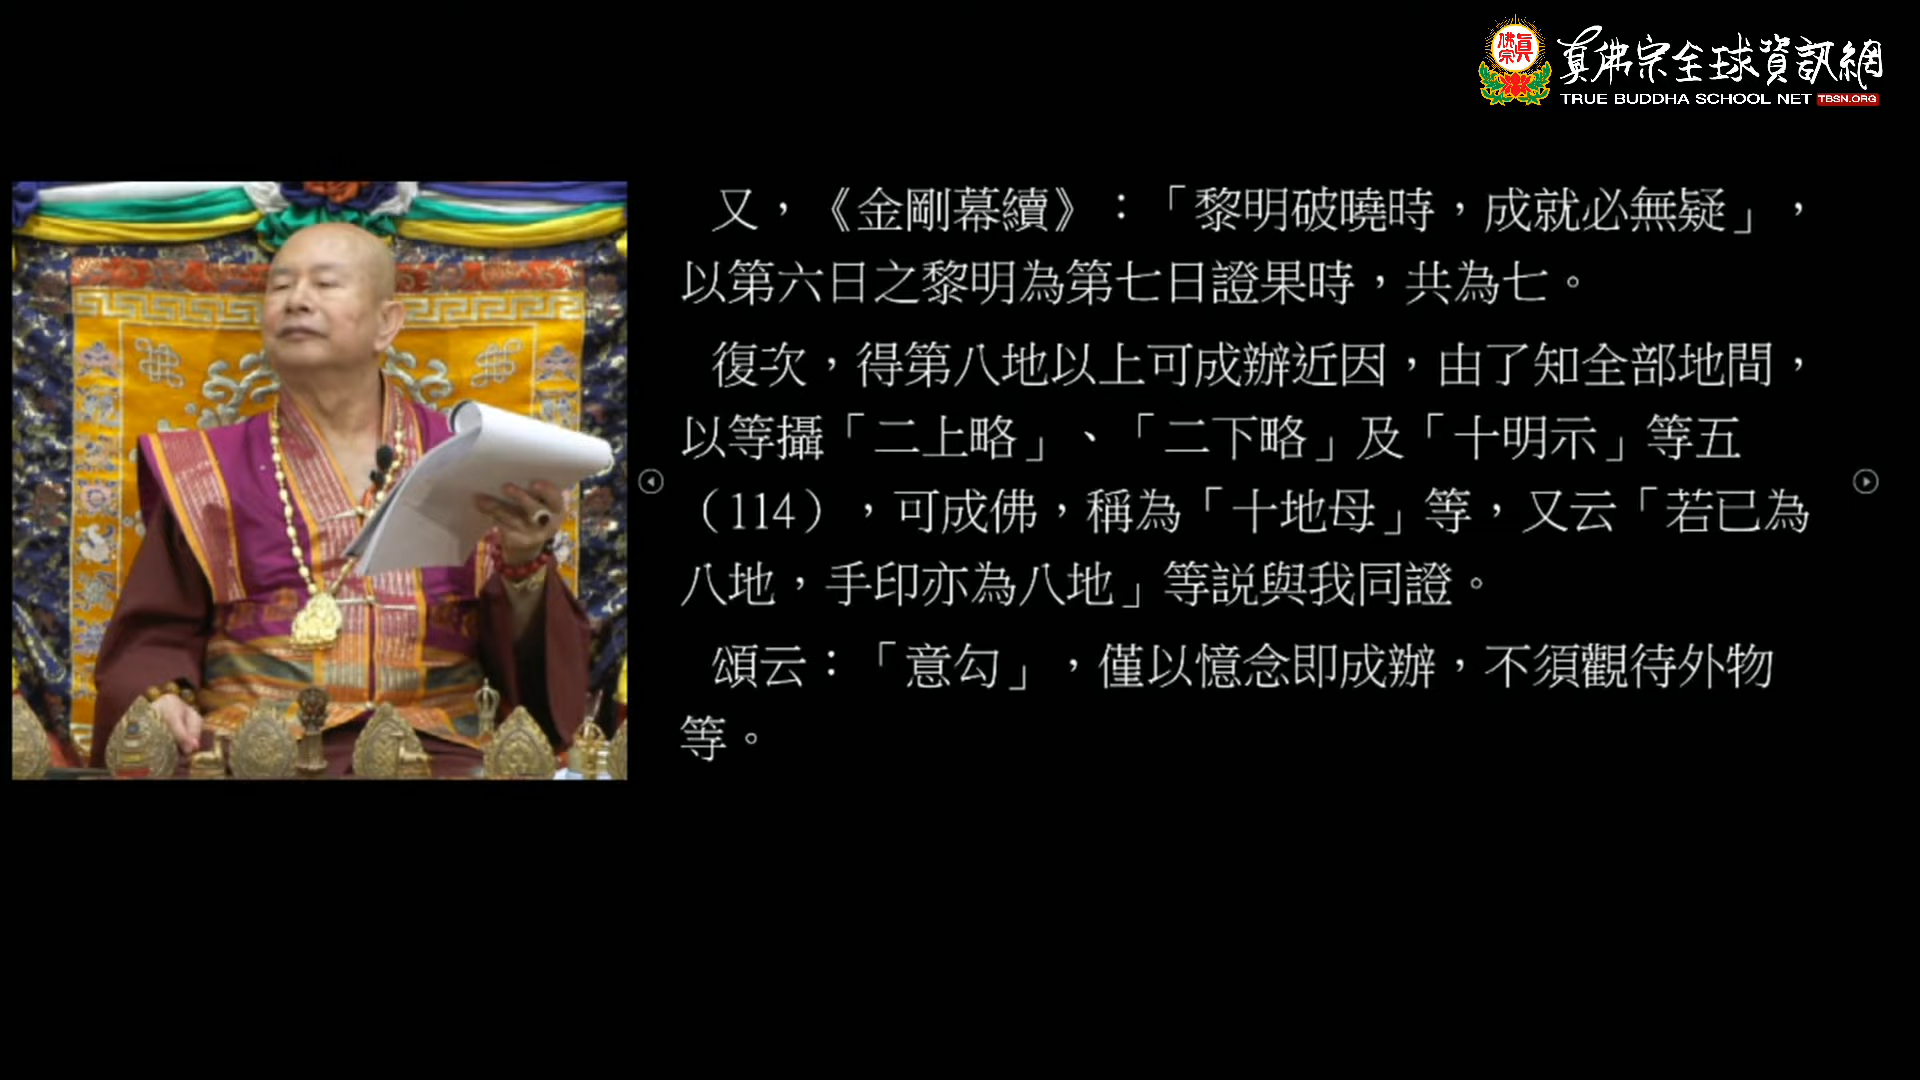 真佛宗
真佛宗全球資訊網
TRUE BUDDHA SCHOOL NET TBSN.ORG
又，《金剛幕續》：「黎明破曉時，成就必無疑」，
以第六日之黎明為第七日證果時，共為七。
復次，得第八地以上可成辦近因，由了知全部地間，
以等攝「二上略」、「二下略」及「十明示」等五
（114），可成佛，稱為「十地母」等，又云「若已為
八地，手印亦為八地」等説與我同證。
頌云：「意勾」，僅以憶念即成辦，不須觀待外物
等。